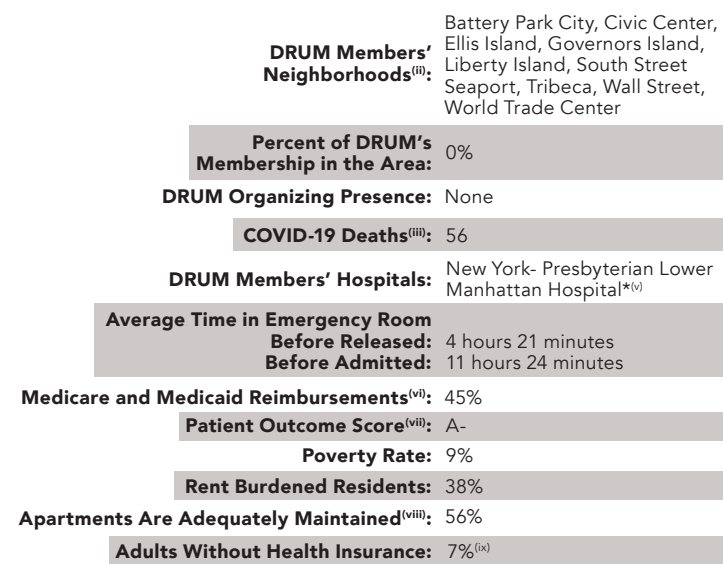 DRUM Members' Neighborhoods(ii): Battery Park City, Civic Center,
Ellis Island, Governors Island,
Liberty Island, South Street
Seaport, Tribeca, Wall Street,
World Trade Center
Percent of DRUM's
Membership in the Area: 0%
DRUM Organizing Presence: None
COVID-19 Deaths(iii): 56
DRUM Members' Hospitals: New York- Presbyterian Lower
Manhattan Hospital*(v)
Average Time in Emergency Room
Before Released: 4 hours 21 minutes
Before Admitted: 11 hours 24 minutes
Medicare and Medicaid Reimbursements(vi): 45%
Patient Outcome Score(vii): A-
Poverty Rate: 9%
Rent Burdened Residents: 38%
Apartments Are Adequately Maintained(viii): 56%
Adults Without Health Insurance: 7%(ix)